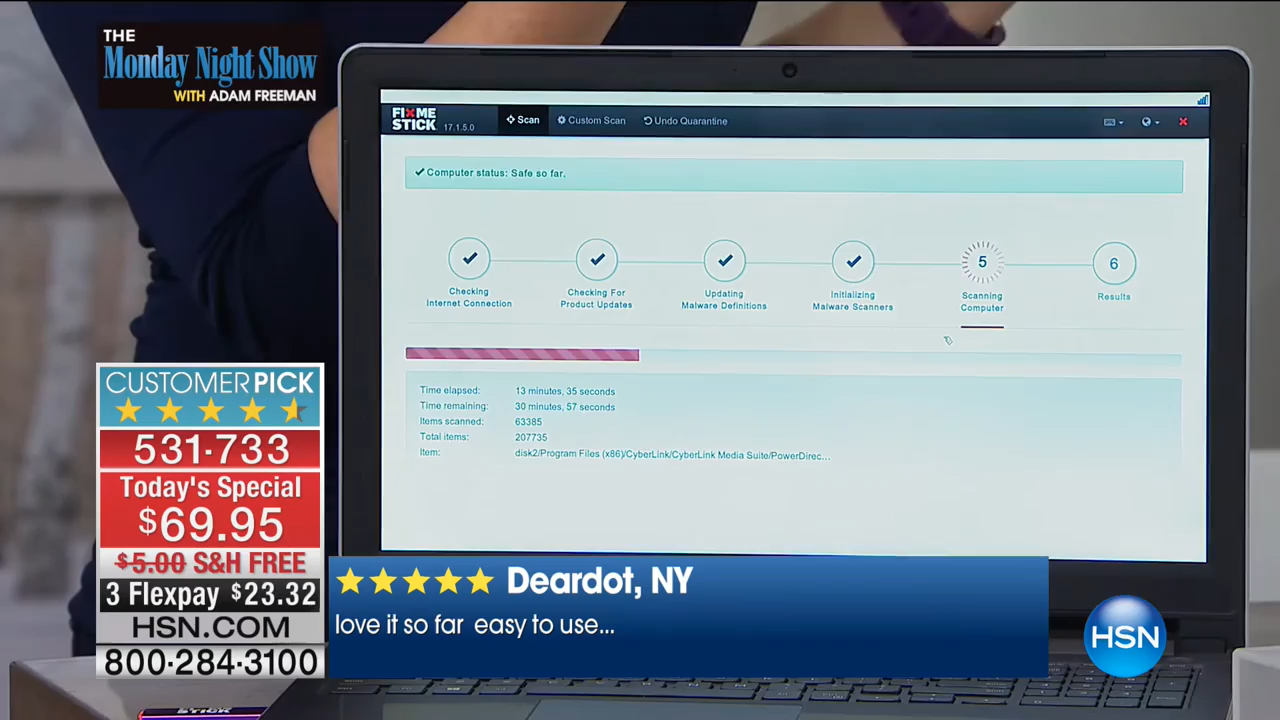 THE
Monday Night Show
WITH ADAM FREEMAN
FIXME
STICK 17.1.5.0
Scan
Custom Scan
Undo Quarantine
Computer status: Safe so far.
5
6
Checking
Internet Connection
Checking For
Product Updates
Updating
Malware Definitions
Initializing
Malware Scanners
Scanning
Computer
Results
Time elapsed: 13 minutes, 35 seconds
Time remaining: 30 minutes, 57 seconds
Items scanned: 63385
Total items: 207735
Item: disk2/Program Files (x86)/CyberLink/CyberLink Media Suite/PowerDirec...
CUSTOMER PICK
531-733
Today's Special
$69.95
$5.00 S&H FREE
3 Flexpay $23.32
HSN.COM
800-284-3100
Deardot, NY
love it so far easy to use...
HSN
STICK